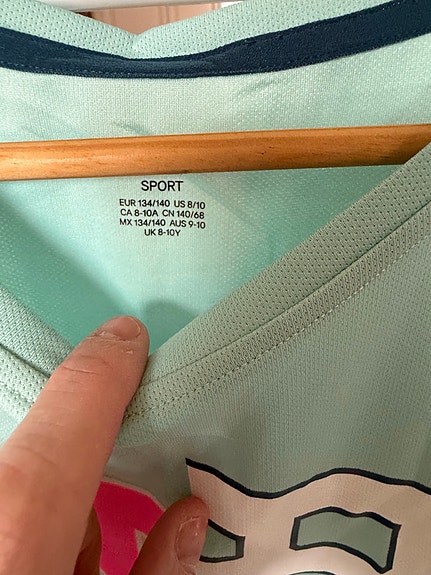 SPORT
EUR 134/140 US 8/10
CA 8-10A CN 140/68
MX 134/140 AUS 9-10
UK 8-10Y